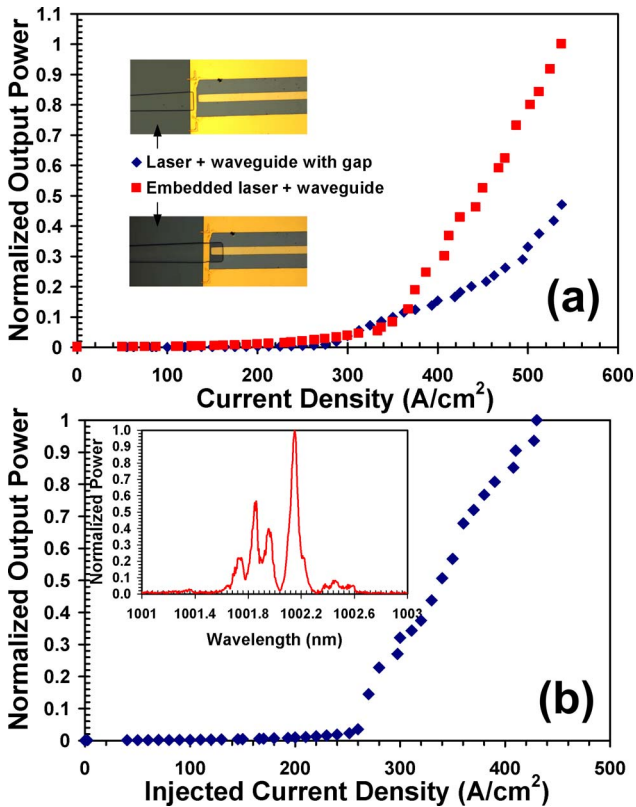 (a)
Normalized Output Power
1.1
1
0.9
0.8
0.7
0.6
0.5
0.4
0.3
0.2
0.1
0
Laser + waveguide with gap
Embedded laser + waveguide
0 100 200 300 400 500 600
Current Density (A/cm²)
(b)
Normalized Output Power
1
0.9
0.8
0.7
0.6
0.5
0.4
0.3
0.2
0.1
0
Normalized Power
1.0
0.9
0.8
0.7
0.6
0.5
0.4
0.3
0.2
0.1
0.0
1001 1001.4 1001.8 1002.2 1002.6 1003
Wavelength (nm)
0 100 200 300 400 500
Injected Current Density (A/cm²)